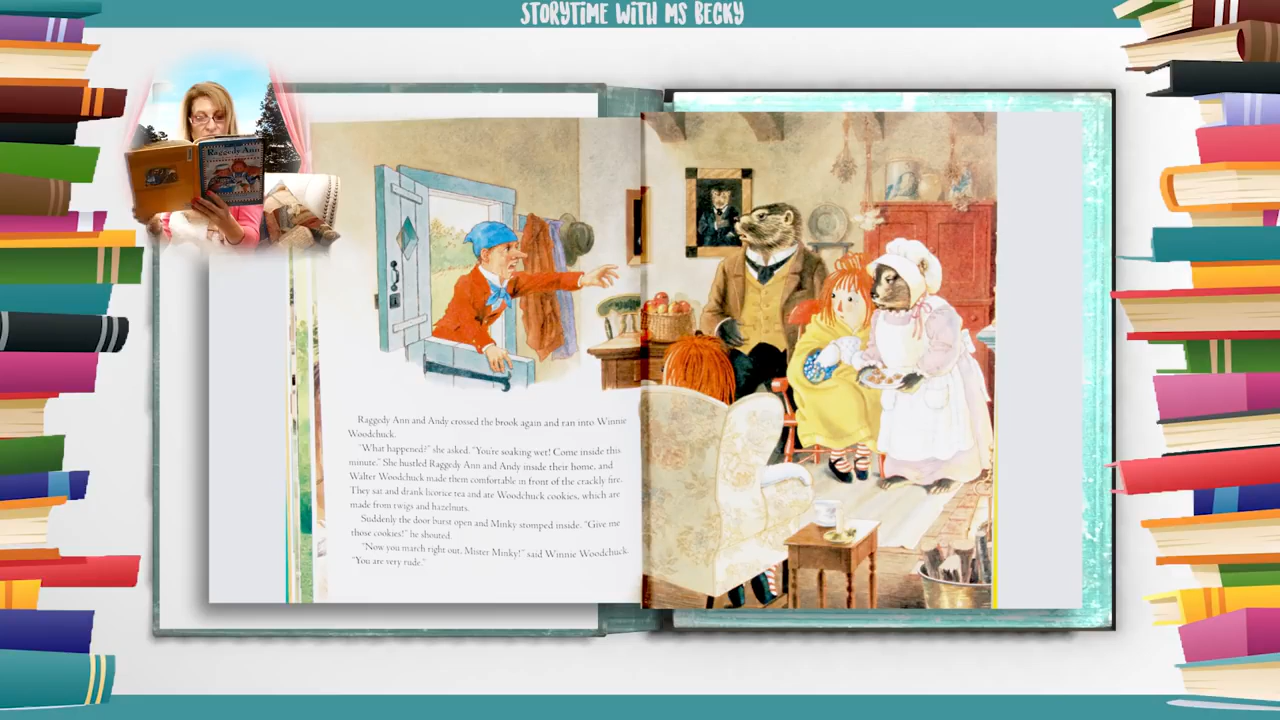 STORYTIME WITH MS BECKY
Raggedy Ann
Raggedy Ann and Andy crossed the brook again and ran into Winnie
Woodchuck.
"What happened?" she asked. "You're soaking wet! Come inside this
minute." She hustled Raggedy Ann and Andy inside their home, and
Walter Woodchuck made them comfortable in front of the crackly fire.
They sat and drank licorice tea and ate Woodchuck cookies, which are
made from twigs and hazelnuts.
Suddenly the door burst open and Minky stomped inside. "Give me
those cookies!" he shouted.
"Now you march right out, Mister Minky!" said Winnie Woodchuck.
"You are very rude."